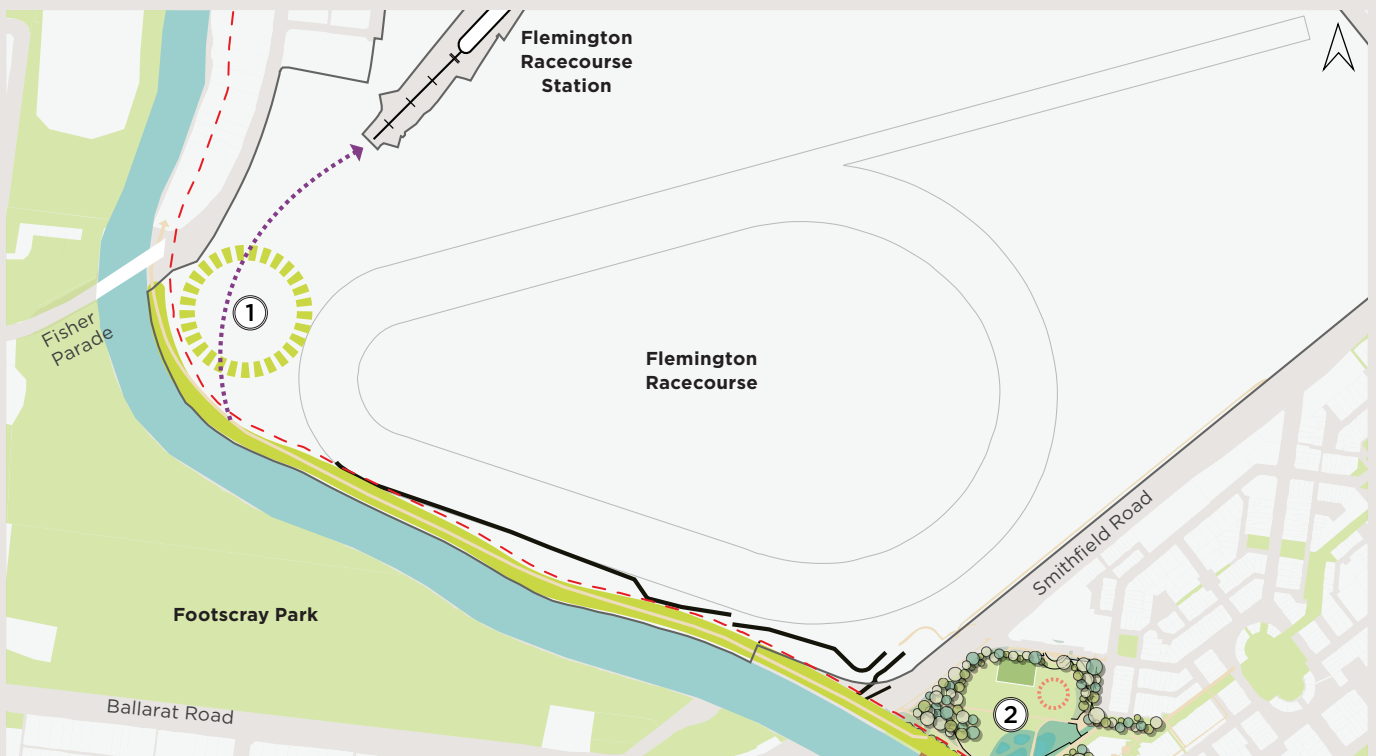 Flemington
Racecourse
Station
1
Fisher
Parade
Flemington
Racecourse
Smithfield Road
Footscray Park
Ballarat Road
2